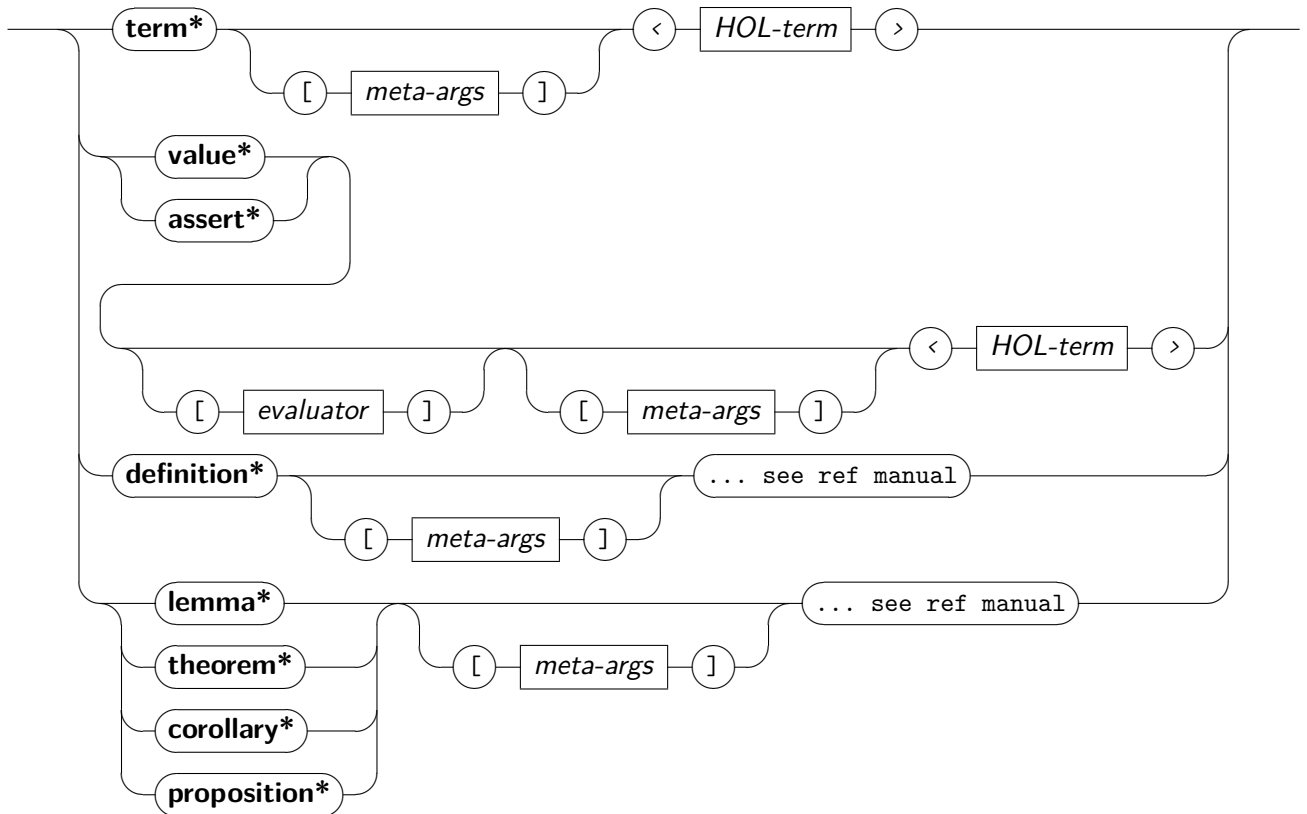 term* < HOL-term >
[ meta-args ]
value*
assert*
< HOL-term >
[ evaluator ] [ meta-args ]
definition* ... see ref manual
[ meta-args ]
lemma* ... see ref manual
theorem* [ meta-args ]
corollary*
proposition*